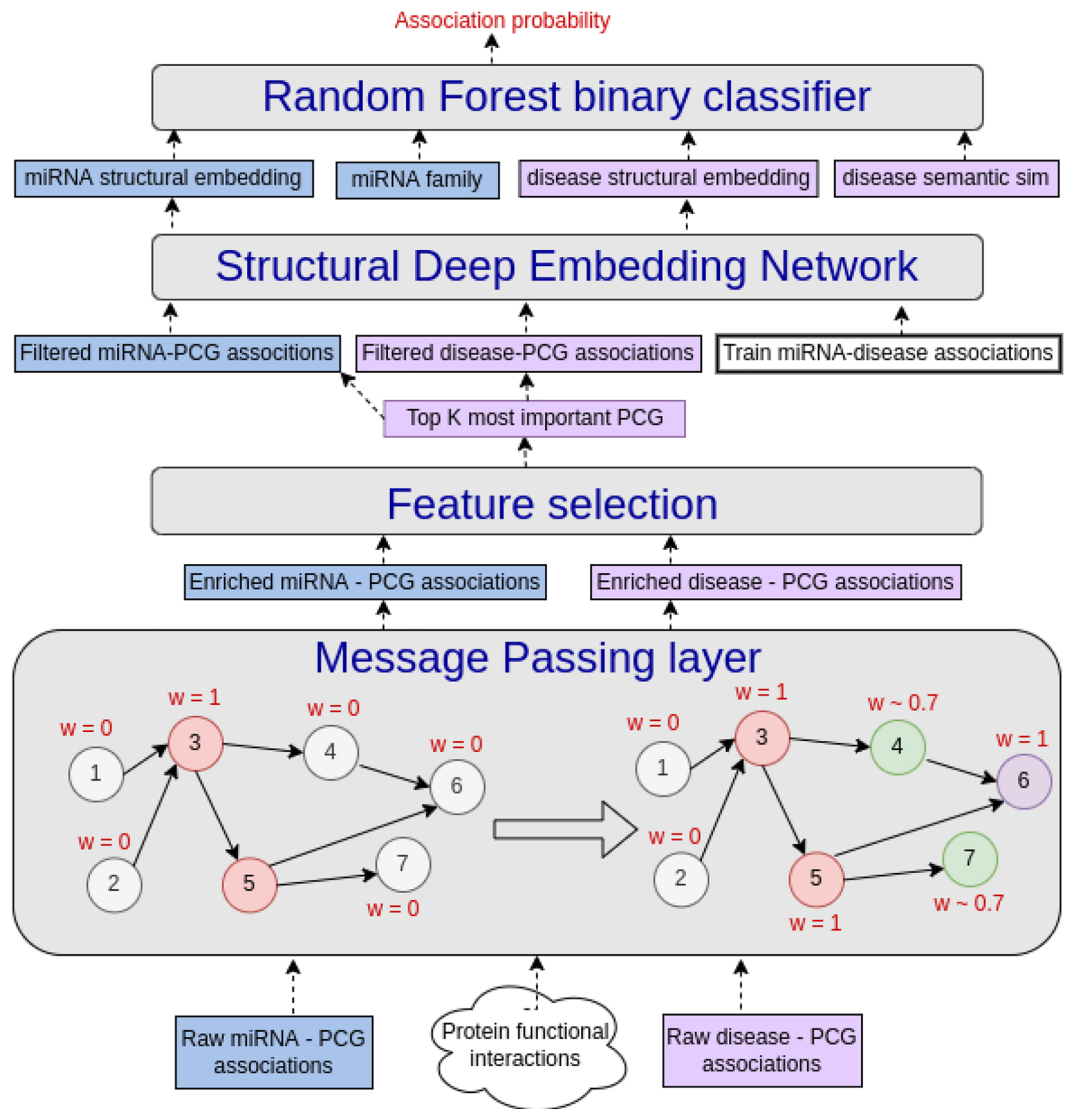 Association probability
Random Forest binary classifier
miRNA structural embedding
miRNA family
disease structural embedding
disease semantic sim
Structural Deep Embedding Network
Filtered miRNA-PCG associtions
Filtered disease-PCG associations
Train miRNA-disease associations
Top K most important PCG
Feature selection
Enriched miRNA - PCG associations
Enriched disease - PCG associations
Message Passing layer
w = 0
w = 1
w = 0
w = 0
1
3
4
6
w = 0
2
5
7
w = 0
w = 0
w = 1
w ~ 0.7
w = 1
1
3
4
6
w = 0
2
5
7
w = 1
w ~ 0.7
Raw miRNA - PCG
associations
Protein functional
interactions
Raw disease - PCG
associations